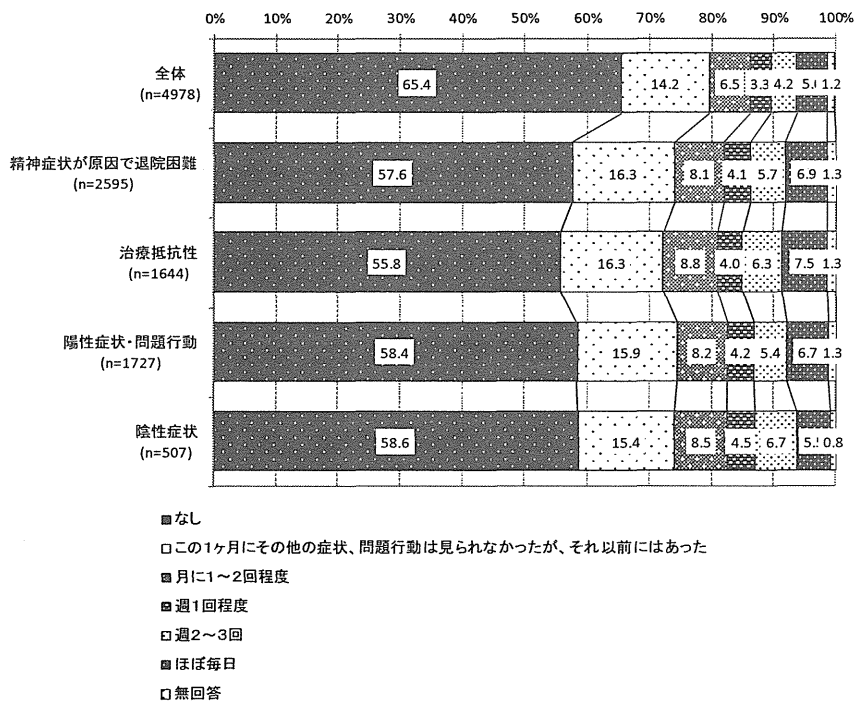 0% 10% 20% 30% 40% 50% 60% 70% 80% 90% 100%
全体
(n=4978)
65.4 14.2 6.5 3.3 4.2 1.2
精神症状が原因で退院困難
(n=2595)
57.6 16.3 8.1 4.1 5.7 6.9 1.3
治療抵抗性
(n=1644)
55.8 16.3 8.8 4.0 6.3 7.5 1.3
陽性症状・問題行動
(n=1727)
58.4 15.9 8.2 4.2 5.4 6.7 1.3
陰性症状
(n=507)
58.6 15.4 8.5 4.5 6.7 0.8
なし
この1ヶ月にその他の症状、問題行動は見られなかったが、それ以前にはあった
月に1～2回程度
週1回程度
週2～3回
ほぼ毎日
無回答